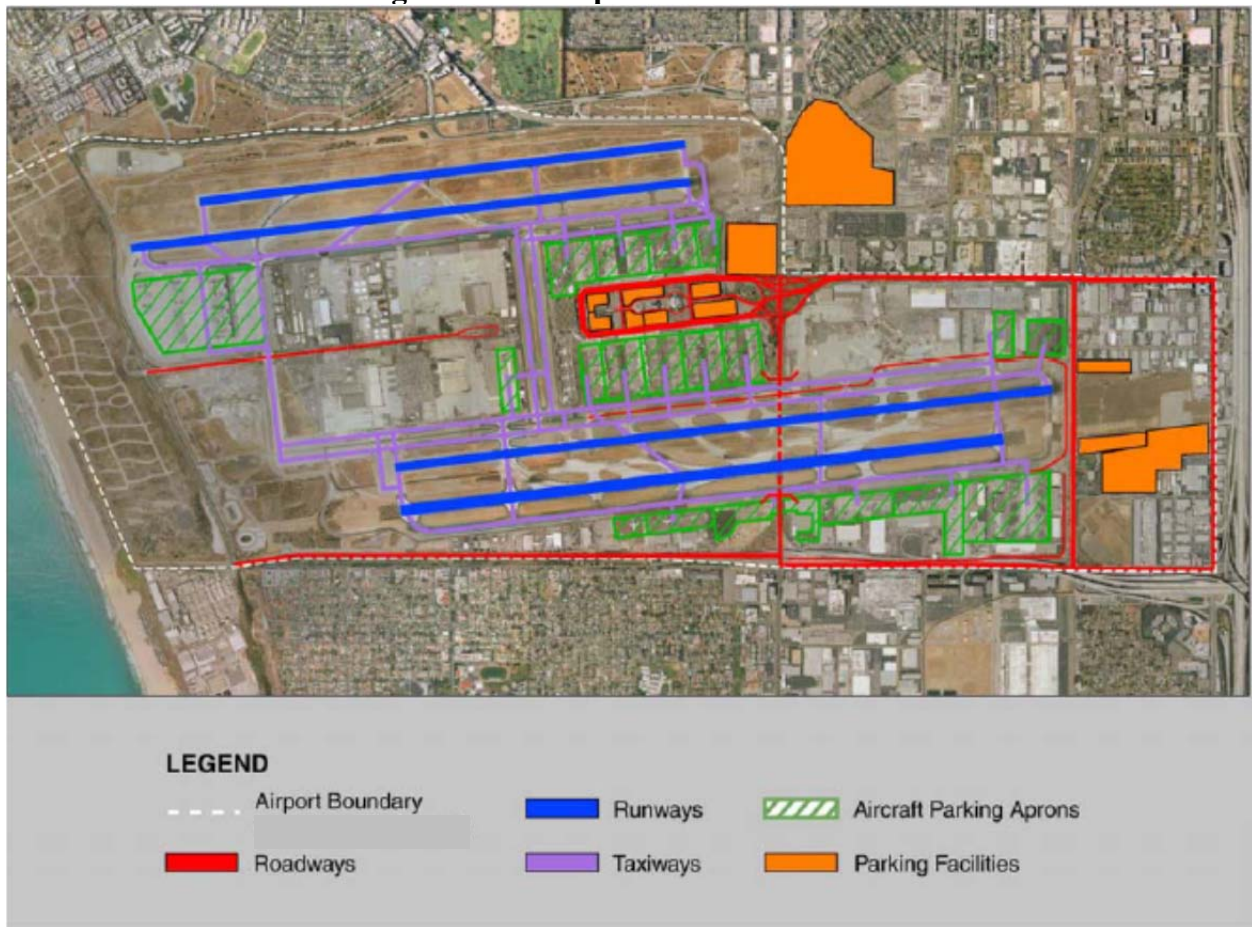 LEGEND
Airport Boundary
Runways
Aircraft Parking Aprons
Roadways
Taxiways
Parking Facilities